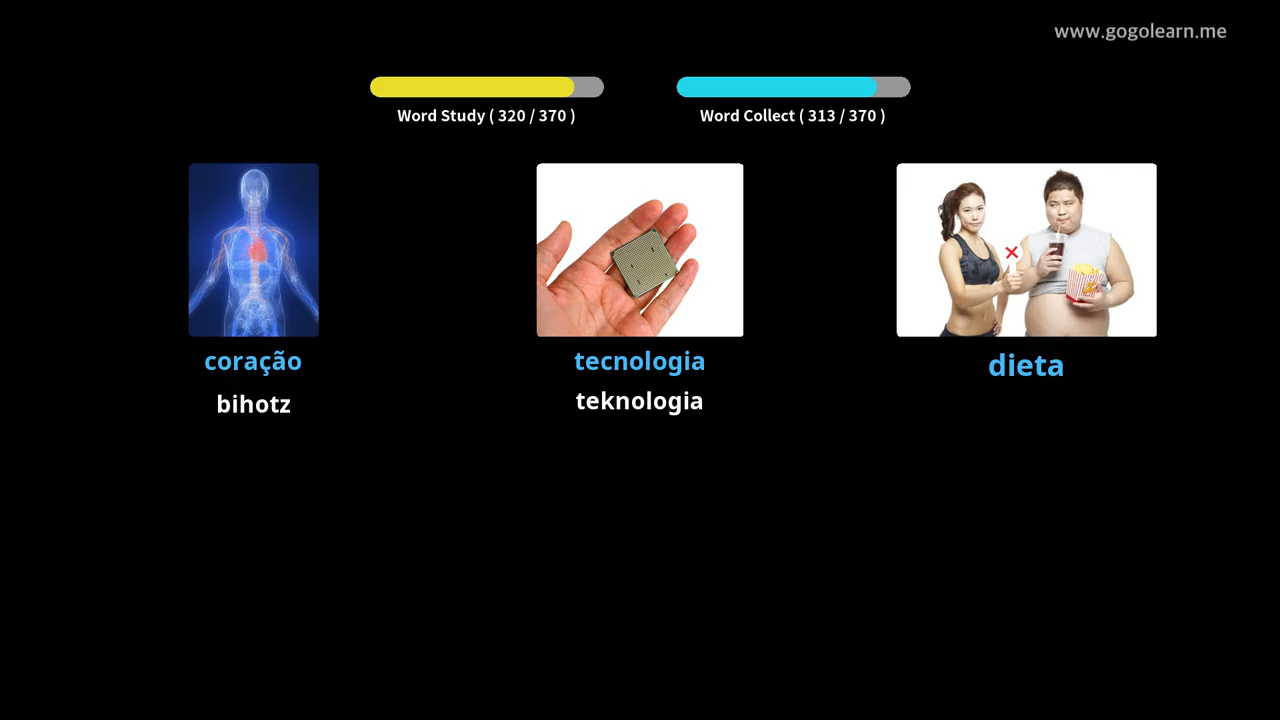 www.gogolearn.me
Word Study ( 320 / 370 )
Word Collect ( 313 / 370 )
coração
tecnologia
dieta
bihotz
teknologia